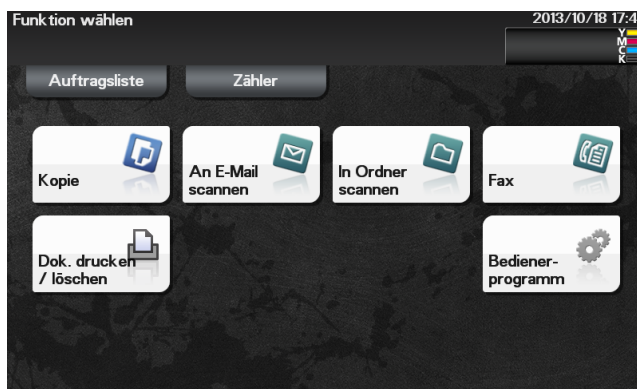 Funktion wählen
2013/10/18 17:4
Y
M
C
K
Auftragsliste
Zähler
Kopie
An E-Mail
scannen
In Ordner
scannen
Fax
Dok. drucken
/ löschen
Bediener-
programm